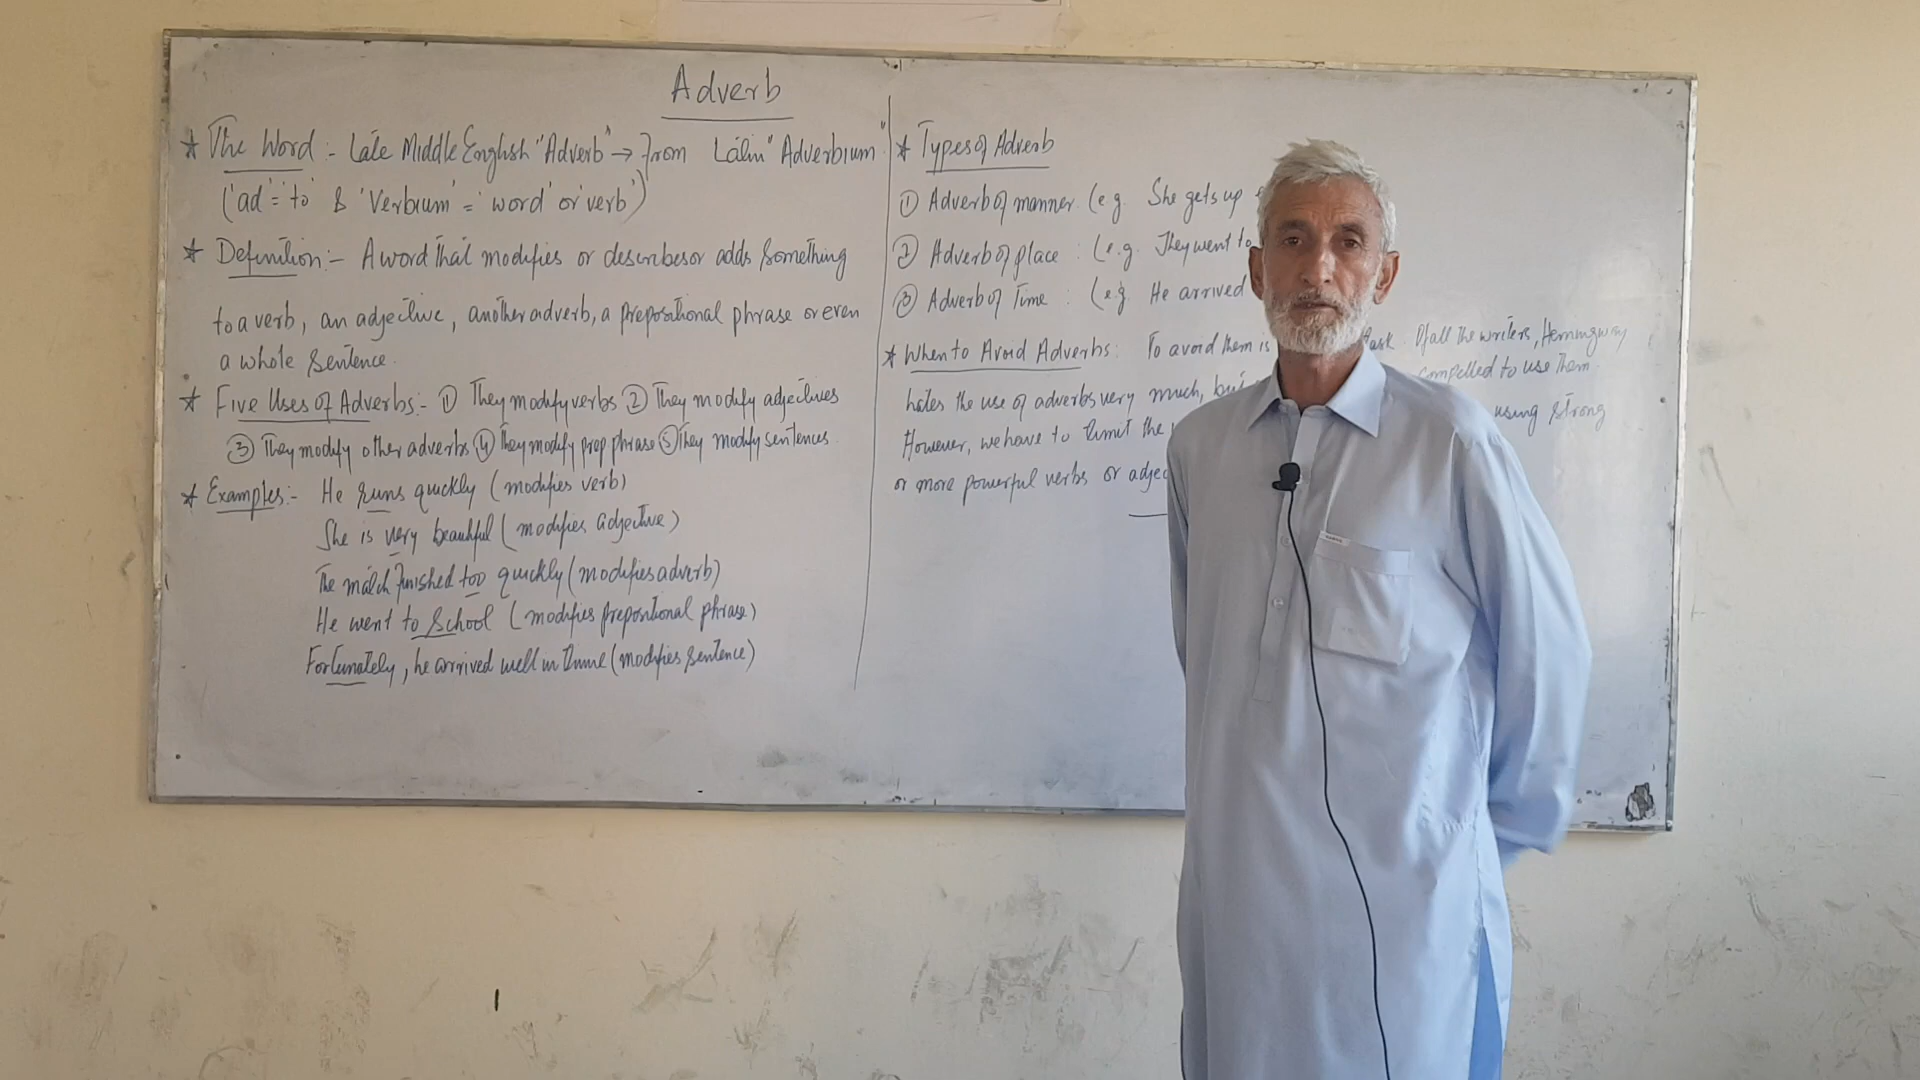 Adverb
★ The Word :- Late Middle English "Adverb" → from Latin "Adverbium"
('ad' = 'to' & 'Verbium' = 'word' or 'verb')
★ Definition :- A word that modifies or describes or adds something
to a verb, an adjective, another adverb, a prepositional phrase or even
a whole sentence.
★ Five Uses of Adverbs :- ① They modify verbs ② They modify adjectives
③ They modify other adverbs ④ They modify prep phrase ⑤ They modify sentences.
★ Examples :- He runs quickly (modifies verb)
She is very beautiful (modifies adjective)
The match finished too quickly (modifies adverb)
He went to school (modifies prepositional phrase)
Fortunately, he arrived well in time (modifies sentence)
★ Types of Adverb
① Adverb of manner. (e.g. She gets up
② Adverb of place : (e.g. They went to
③ Adverb of Time : (e.g. He arrived
★ When to Avoid Adverbs : To avoid them is task. Of all the writers, Hemingway
hates the use of adverbs very much, but compelled to use them.
However, we have to limit the using strong
or more powerful verbs or adjec